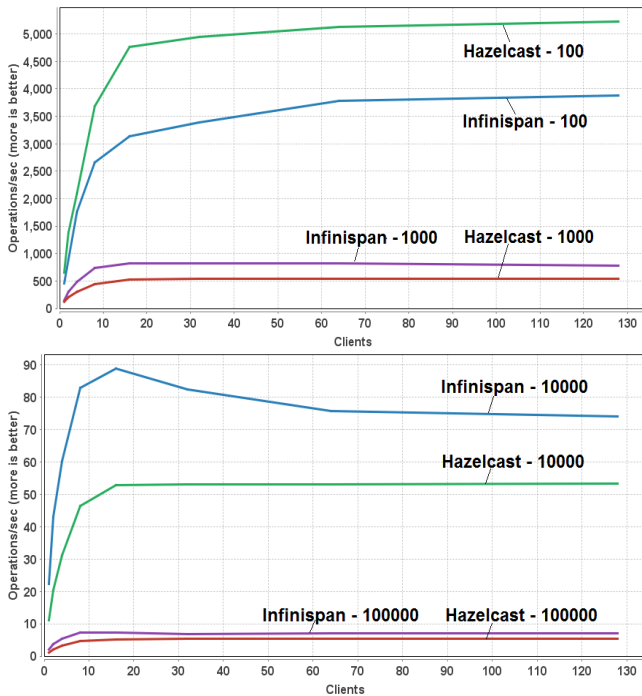 5,000
4,500
4,000
3,500
3,000
2,500
2,000
1,500
1,000
500
0
Operations/sec (more is better)
Hazelcast - 100
Infinispan - 100
Infinispan - 1000
Hazelcast - 1000
0 10 20 30 40 50 60 70 80 90 100 110 120 130
Clients
90
80
70
60
50
40
30
20
10
0
Operations/sec (more is better)
Infinispan - 10000
Hazelcast - 10000
Infinispan - 100000
Hazelcast - 100000
0 10 20 30 40 50 60 70 80 90 100 110 120 130
Clients